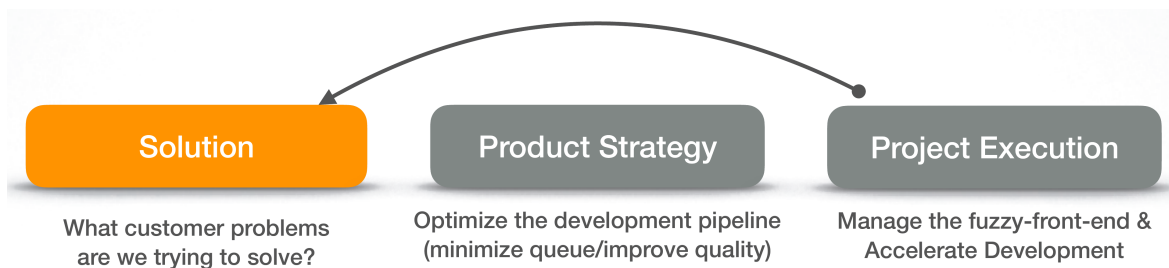 Solution
Product Strategy
Project Execution
What customer problems
are we trying to solve?
Optimize the development pipeline
(minimize queue/improve quality)
Manage the fuzzy-front-end &
Accelerate Development